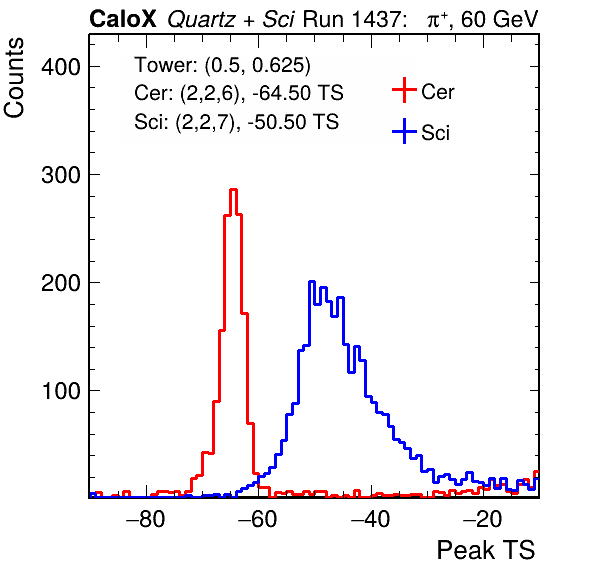 CaloX Quartz + Sci Run 1437: π⁺, 60 GeV
Counts
Tower: (0.5, 0.625)
Cer: (2,2,6), -64.50 TS
Sci: (2,2,7), -50.50 TS
Cer
Sci
400
300
200
100
−80 −60 −40 −20
Peak TS